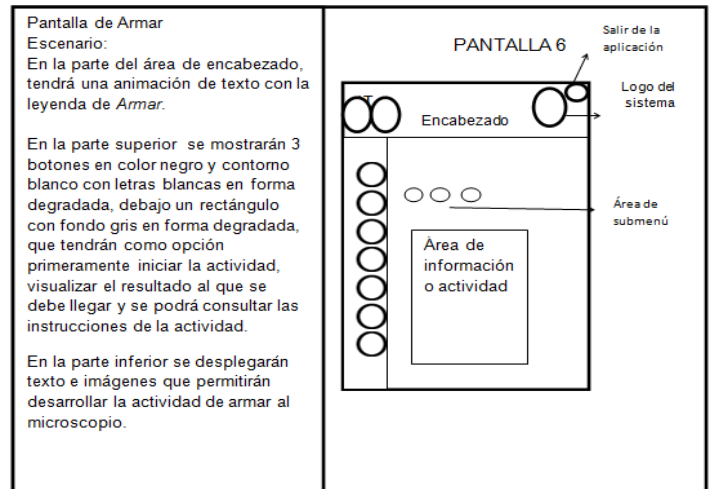 Pantalla de Armar
Escenario:
En la parte del área de encabezado,
tendrá una animación de texto con la
leyenda de Armar.
En la parte superior se mostrarán 3
botones en color negro y contorno
blanco con letras blancas en forma
degradada, debajo un rectángulo
con fondo gris en forma degradada,
que tendrán como opción
primeramente iniciar la actividad,
visualizar el resultado al que se
debe llegar y se podrá consultar las
instrucciones de la actividad.
En la parte inferior se desplegarán
texto e imágenes que permitirán
desarrollar la actividad de armar al
microscopio.
PANTALLA 6
Salir de la
aplicación
Logo del
sistema
Encabezado
Área de
submenú
Àrea de
información
o actividad